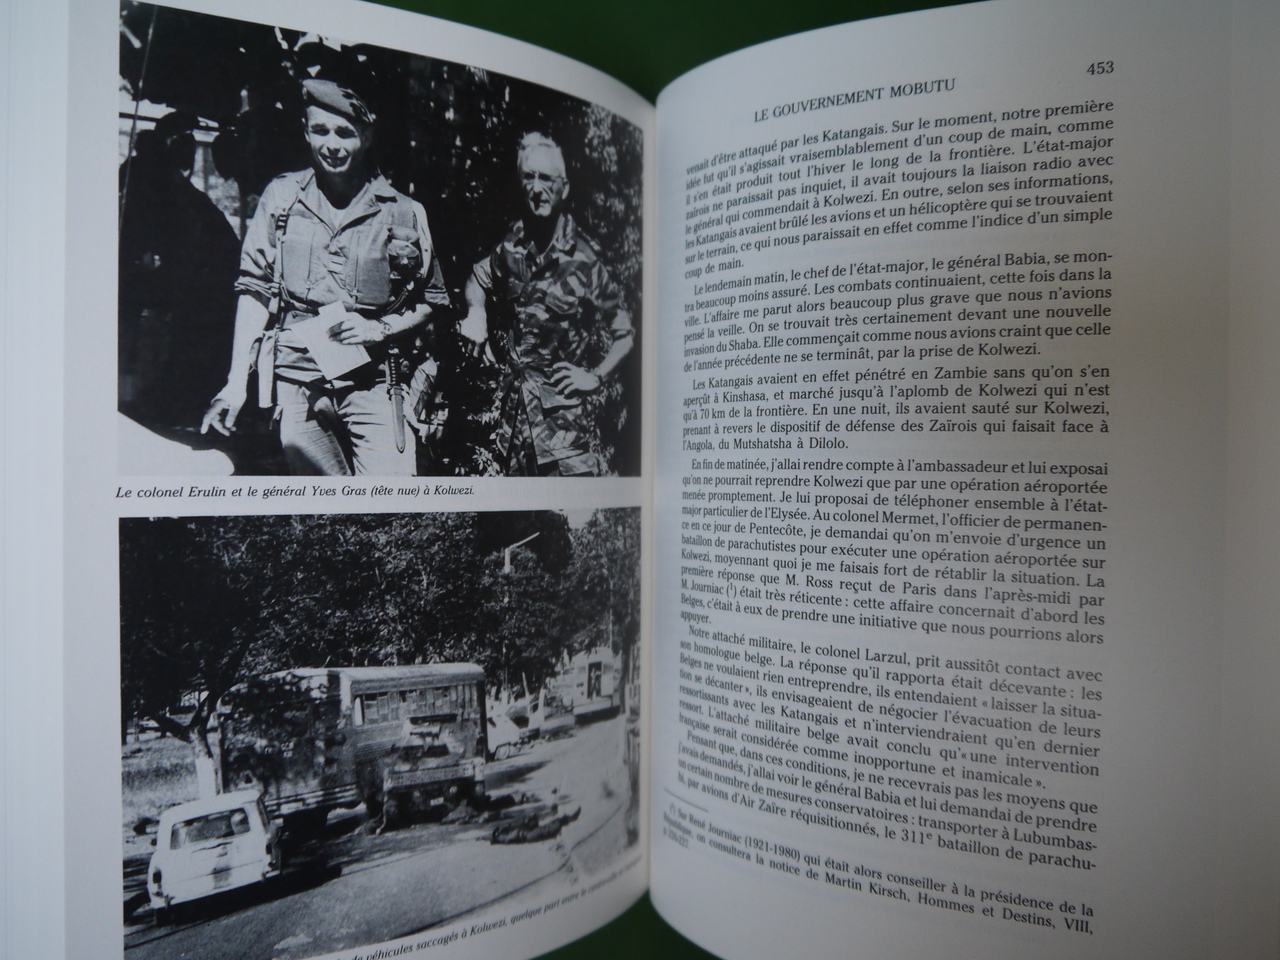 Le colonel Erulin et le général Yves Gras (tête nue) à Kolwezi.
de véhicules saccagés à Kolwezi, quelque part entre le
453
LE GOUVERNEMENT MOBUTU
venait d'être attaqué par les Katangais. Sur le moment, notre première
idée fut qu'il s'agissait vraisemblablement d'un coup de main, comme
il s'en était produit tout l'hiver le long de la frontière. L'état-major
zaïrois ne paraissait pas inquiet, il avait toujours la liaison radio avec
le général qui commendait à Kolwezi. En outre, selon ses informations,
les Katangais avaient brûlé les avions et un hélicoptère qui se trouvaient
sur le terrain, ce qui nous paraissait en effet comme l'indice d'un simple
coup de main.
Le lendemain matin, le chef de l'état-major, le général Babia, se mon-
tra beaucoup moins assuré. Les combats continuaient, cette fois dans la
ville. L'affaire me parut alors beaucoup plus grave que nous n'avions
pensé la veille. On se trouvait très certainement devant une nouvelle
invasion du Shaba. Elle commençait comme nous avions craint que celle
de l'année précédente ne se terminât, par la prise de Kolwezi.
Les Katangais avaient en effet pénétré en Zambie sans qu'on s'en
aperçût à Kinshasa, et marché jusqu'à l'aplomb de Kolwezi qui n'est
qu'à 70 km de la frontière. En une nuit, ils avaient sauté sur Kolwezi,
prenant à revers le dispositif de défense des Zaïrois qui faisait face à
l'Angola, du Mutshatsha à Dilolo.
En fin de matinée, j'allai rendre compte à l'ambassadeur et lui exposai
qu'on ne pourrait reprendre Kolwezi que par une opération aéroportée
menée promptement. Je lui proposai de téléphoner ensemble à l'état-
major particulier de l'Elysée. Au colonel Mermet, l'officier de permanen-
ce en ce jour de Pentecôte, je demandai qu'on m'envoie d'urgence un
bataillon de parachutistes pour exécuter une opération aéroportée sur
Kolwezi, moyennant quoi je me faisais fort de rétablir la situation. La
première réponse que M. Ross reçut de Paris dans l'après-midi par
M. Journiac (¹) était très réticente : cette affaire concernait d'abord les
Belges, c'était à eux de prendre une initiative que nous pourrions alors
appuyer.
Notre attaché militaire, le colonel Larzul, prit aussitôt contact avec
son homologue belge. La réponse qu'il rapporta était décevante : les
Belges ne voulaient rien entreprendre, ils entendaient « laisser la situa-
tion se décanter », ils envisageaient de négocier l'évacuation de leurs
ressortissants avec les Katangais et n'interviendraient qu'en dernier
ressort. L'attaché militaire belge avait conclu qu'« une intervention
française serait considérée comme inopportune et inamicale ».
Pensant que, dans ces conditions, je ne recevrais pas les moyens que
j'avais demandés, j'allai voir le général Babia et lui demandai de prendre
un certain nombre de mesures conservatoires : transporter à Lubumbas-
hi, par avions d'Air Zaïre réquisitionnés, le 311e bataillon de parachu-
(¹) Sur René Journiac (1921-1980) qui était alors conseiller à la présidence de la
République, on consultera la notice de Martin Kirsch, Hommes et Destins, VIII,